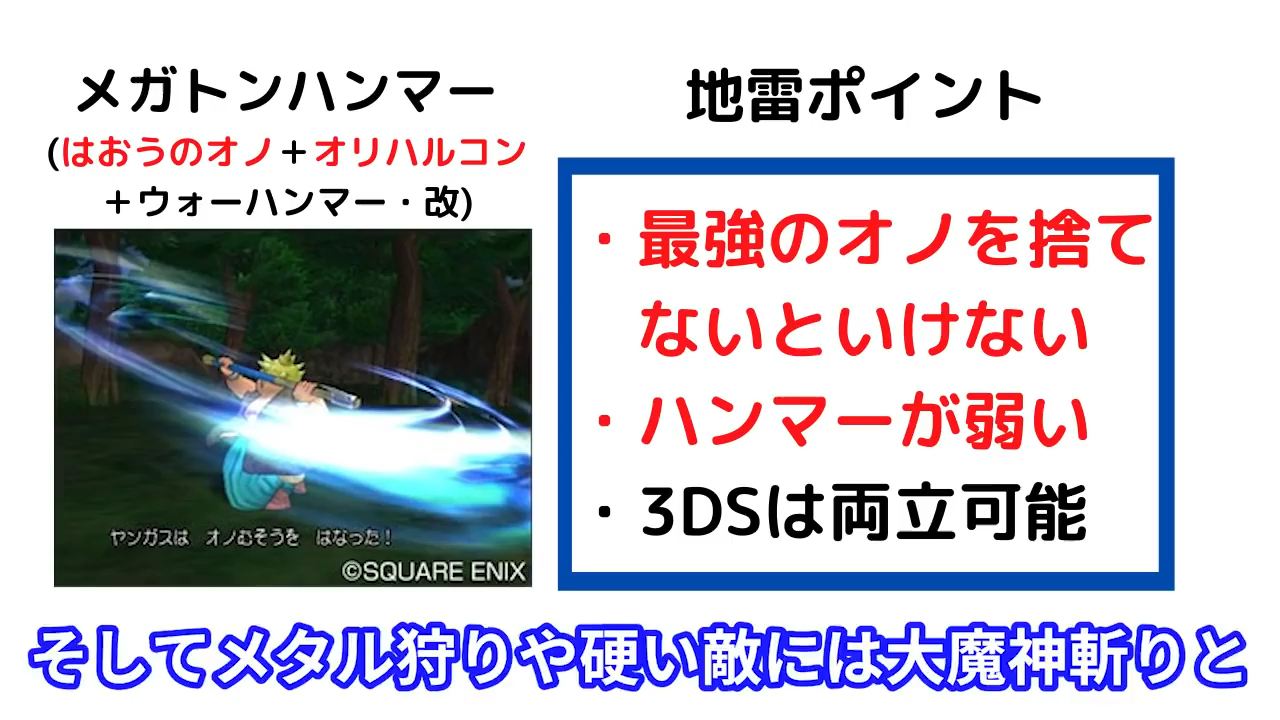 メガトンハンマー
(はおうのオノ＋オリハルコン
＋ウォーハンマー・改)
地雷ポイント
・最強のオノを捨て
ないといけない
・ハンマーが弱い
・3DSは両立可能
ヤンガスは　オノむそうを　はなった！
©SQUARE ENIX
そしてメタル狩りや硬い敵には大魔神斬りと